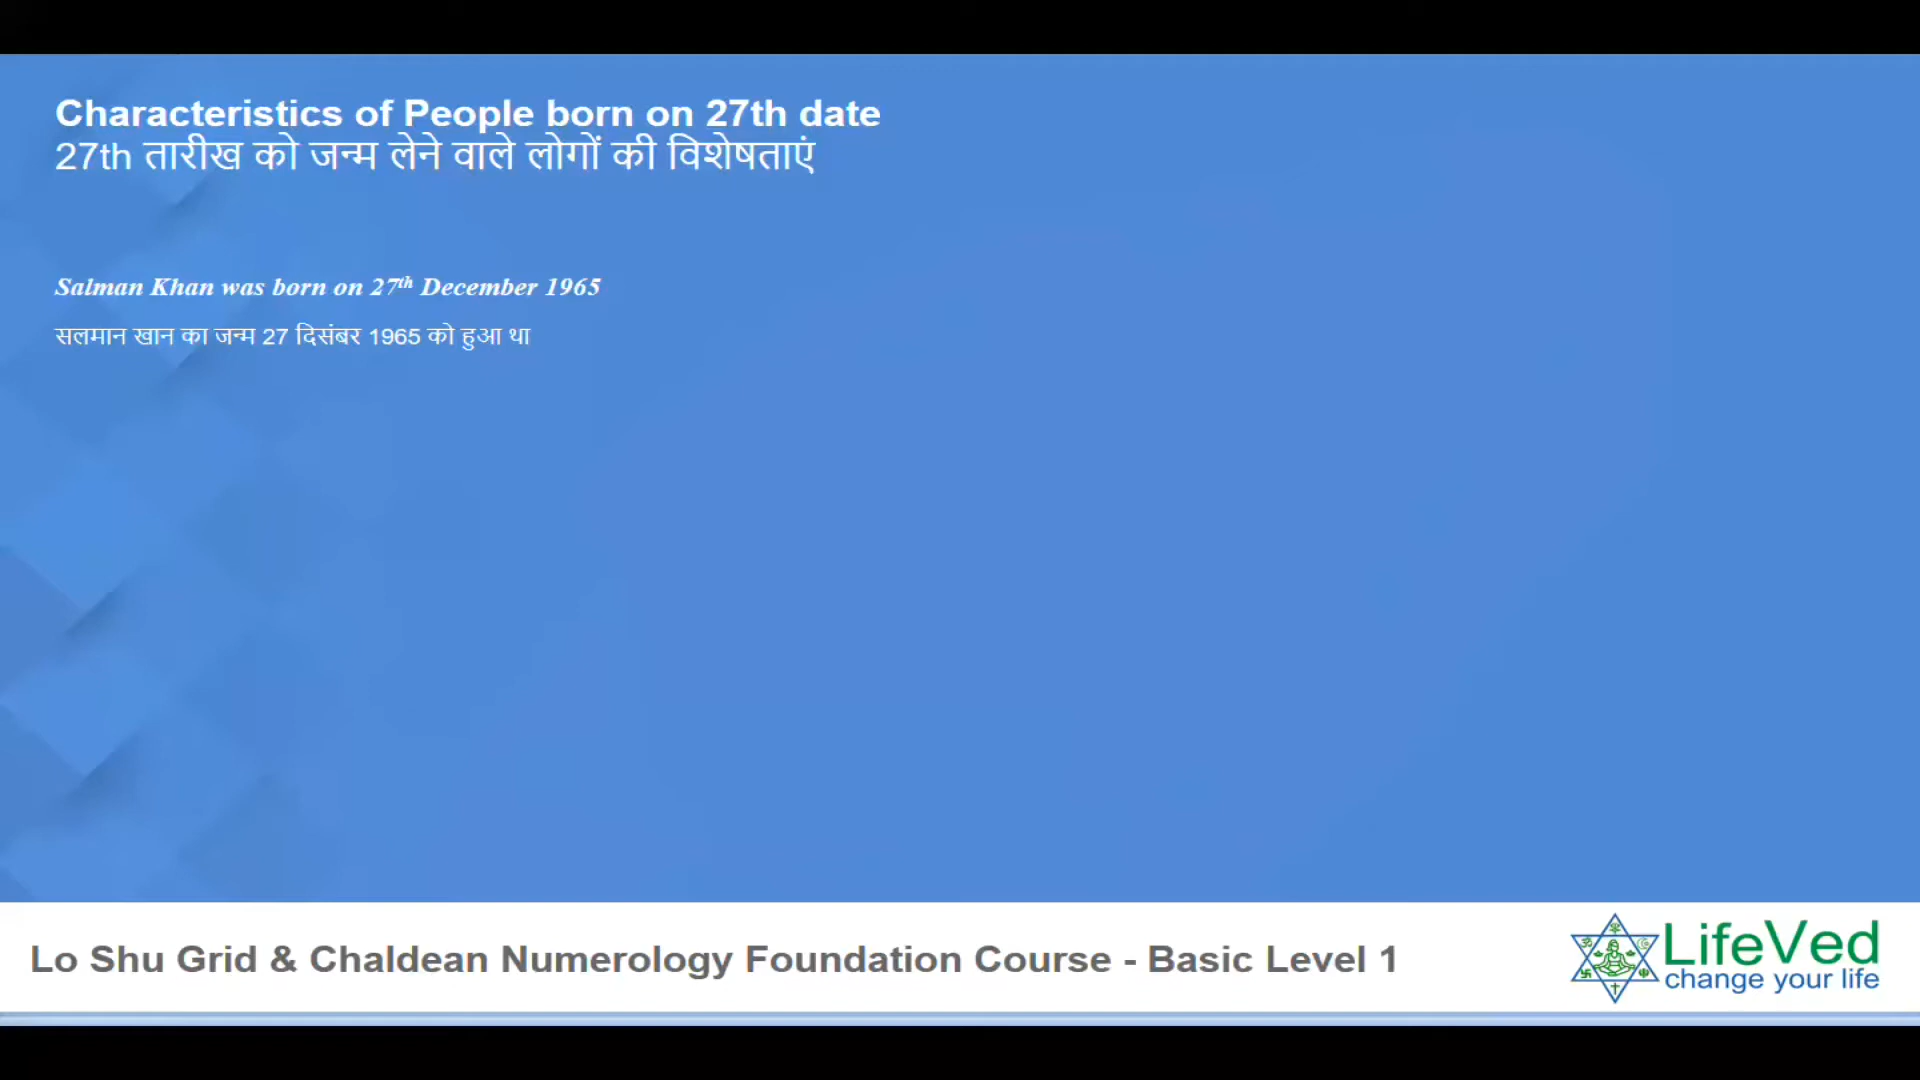 Characteristics of People born on 27th date
27th तारीख को जन्म लेने वाले लोगों की विशेषताएं
Salman Khan was born on 27th December 1965
सलमान खान का जन्म 27 दिसंबर 1965 को हुआ था
Lo Shu Grid & Chaldean Numerology Foundation Course - Basic Level 1
LifeVed
change your life